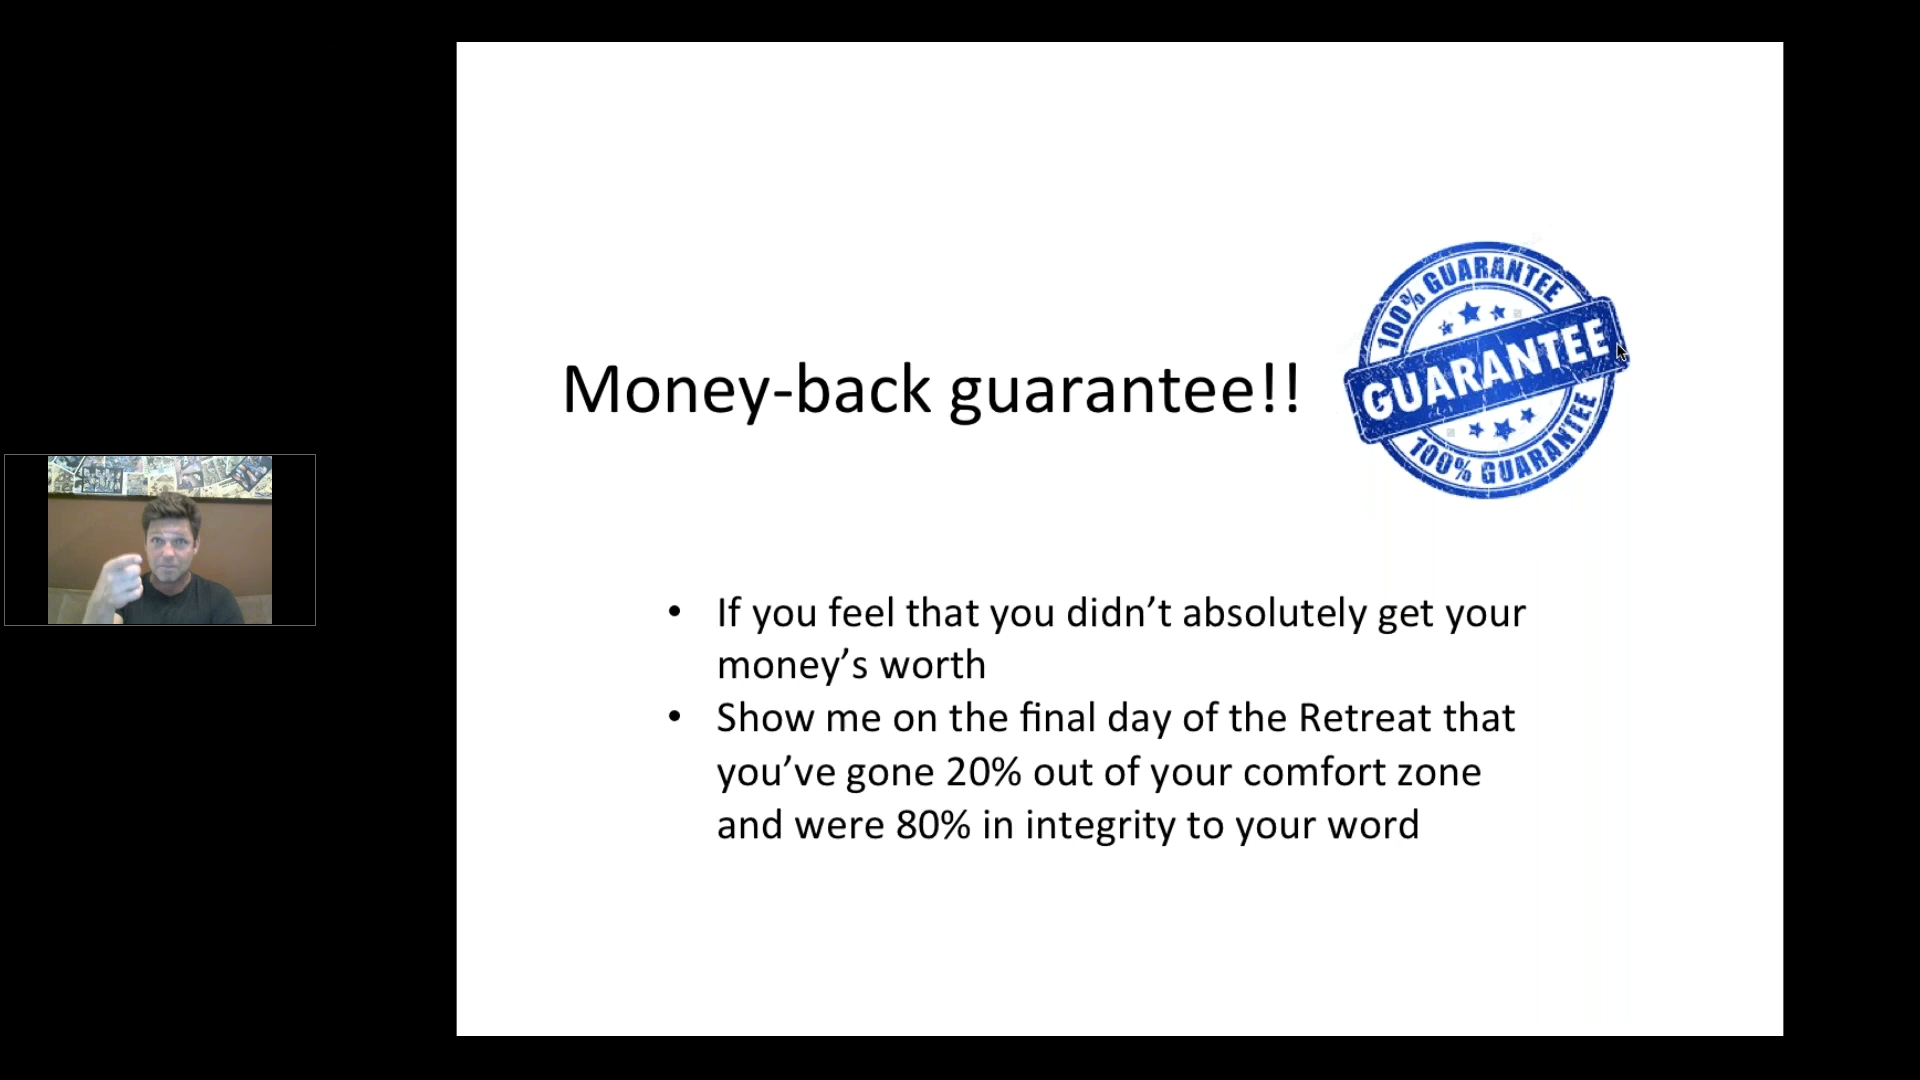 100% GUARANTEE
GUARANTEE
100% GUARANTEE
Money-back guarantee!!
• If you feel that you didn’t absolutely get your
money’s worth
• Show me on the final day of the Retreat that
you’ve gone 20% out of your comfort zone
and were 80% in integrity to your word